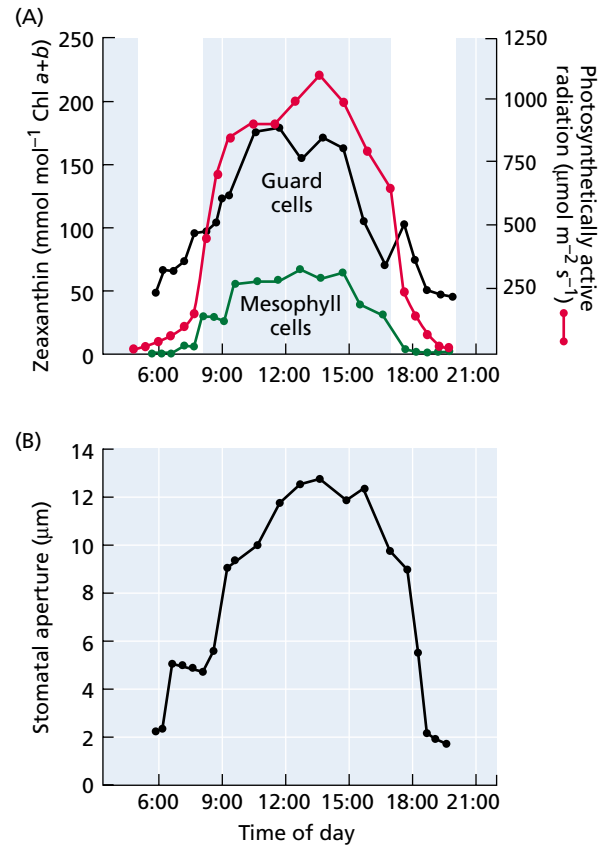 (A)
Zeaxanthin (mmol mol⁻¹ Chl a+b)
250
200
150
100
50
0
Guard
cells
Mesophyll
cells
1250
1000
750
500
250
Photosynthetically active
radiation (μmol m⁻² s⁻¹)
6:00 9:00 12:00 15:00 18:00 21:00
(B)
Stomatal aperture (μm)
14
12
10
8
6
4
2
0
6:00 9:00 12:00 15:00 18:00 21:00
Time of day